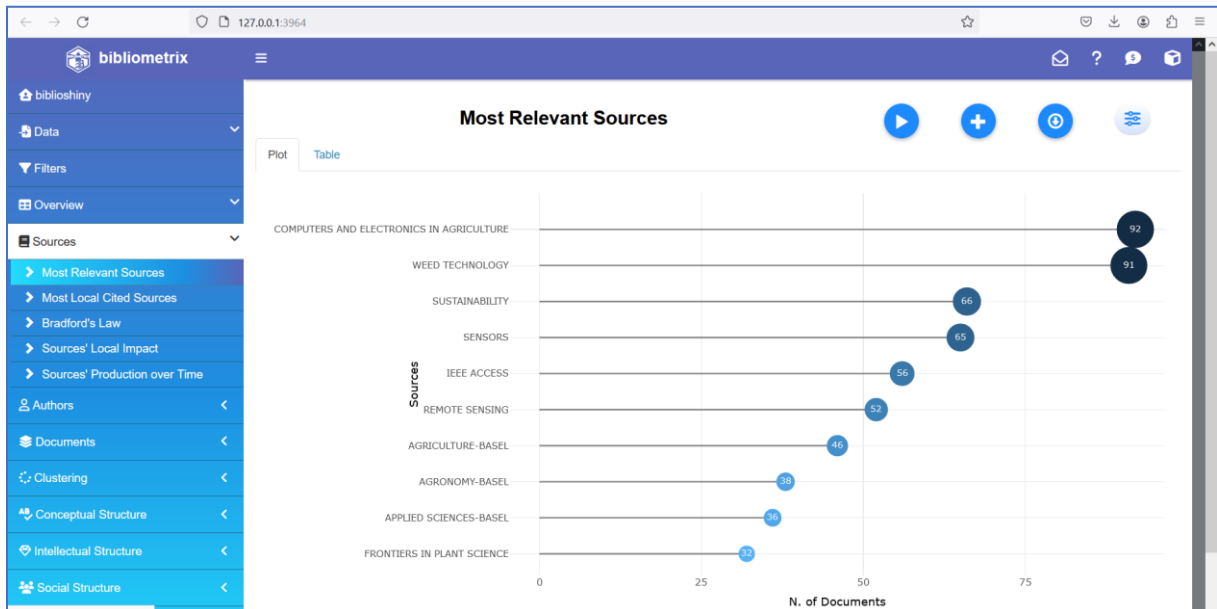 127.0.0.1:3964
bibliometrix
?
S
biblioshiny
Data
Filters
Overview
Sources
Most Relevant Sources
Most Local Cited Sources
Bradford's Law
Sources' Local Impact
Sources' Production over Time
Authors
Documents
Clustering
Conceptual Structure
Intellectual Structure
Social Structure
Most Relevant Sources
Plot Table
COMPUTERS AND ELECTRONICS IN AGRICULTURE 92
WEED TECHNOLOGY 91
SUSTAINABILITY 66
SENSORS 65
IEEE ACCESS 56
REMOTE SENSING 52
AGRICULTURE-BASEL 46
AGRONOMY-BASEL 38
APPLIED SCIENCES-BASEL 36
FRONTIERS IN PLANT SCIENCE 32
Sources
0 25 50 75
N. of Documents